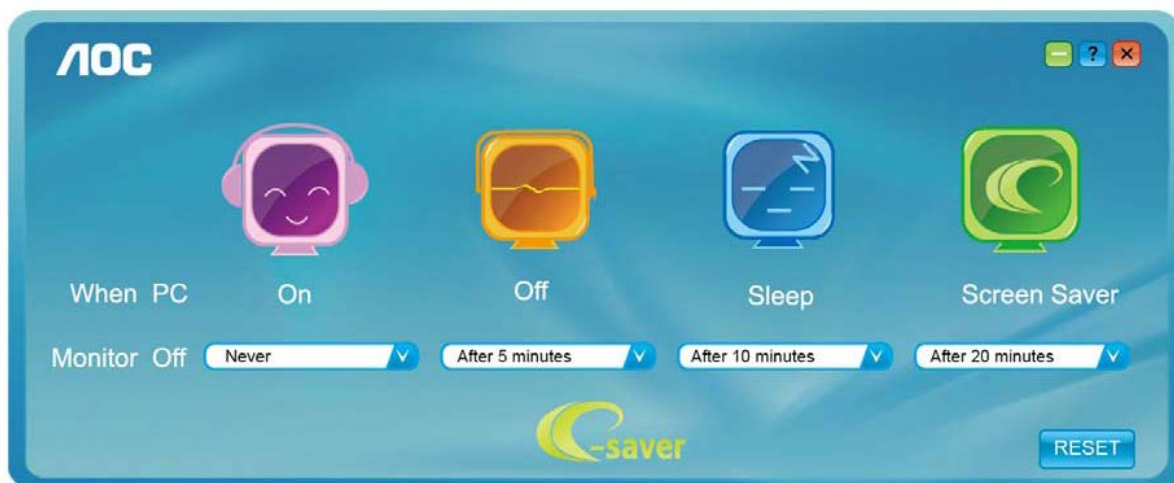 AOC
?
When PC On Off Sleep Screen Saver
Monitor Off Never After 5 minutes After 10 minutes After 20 minutes
e-saver
RESET